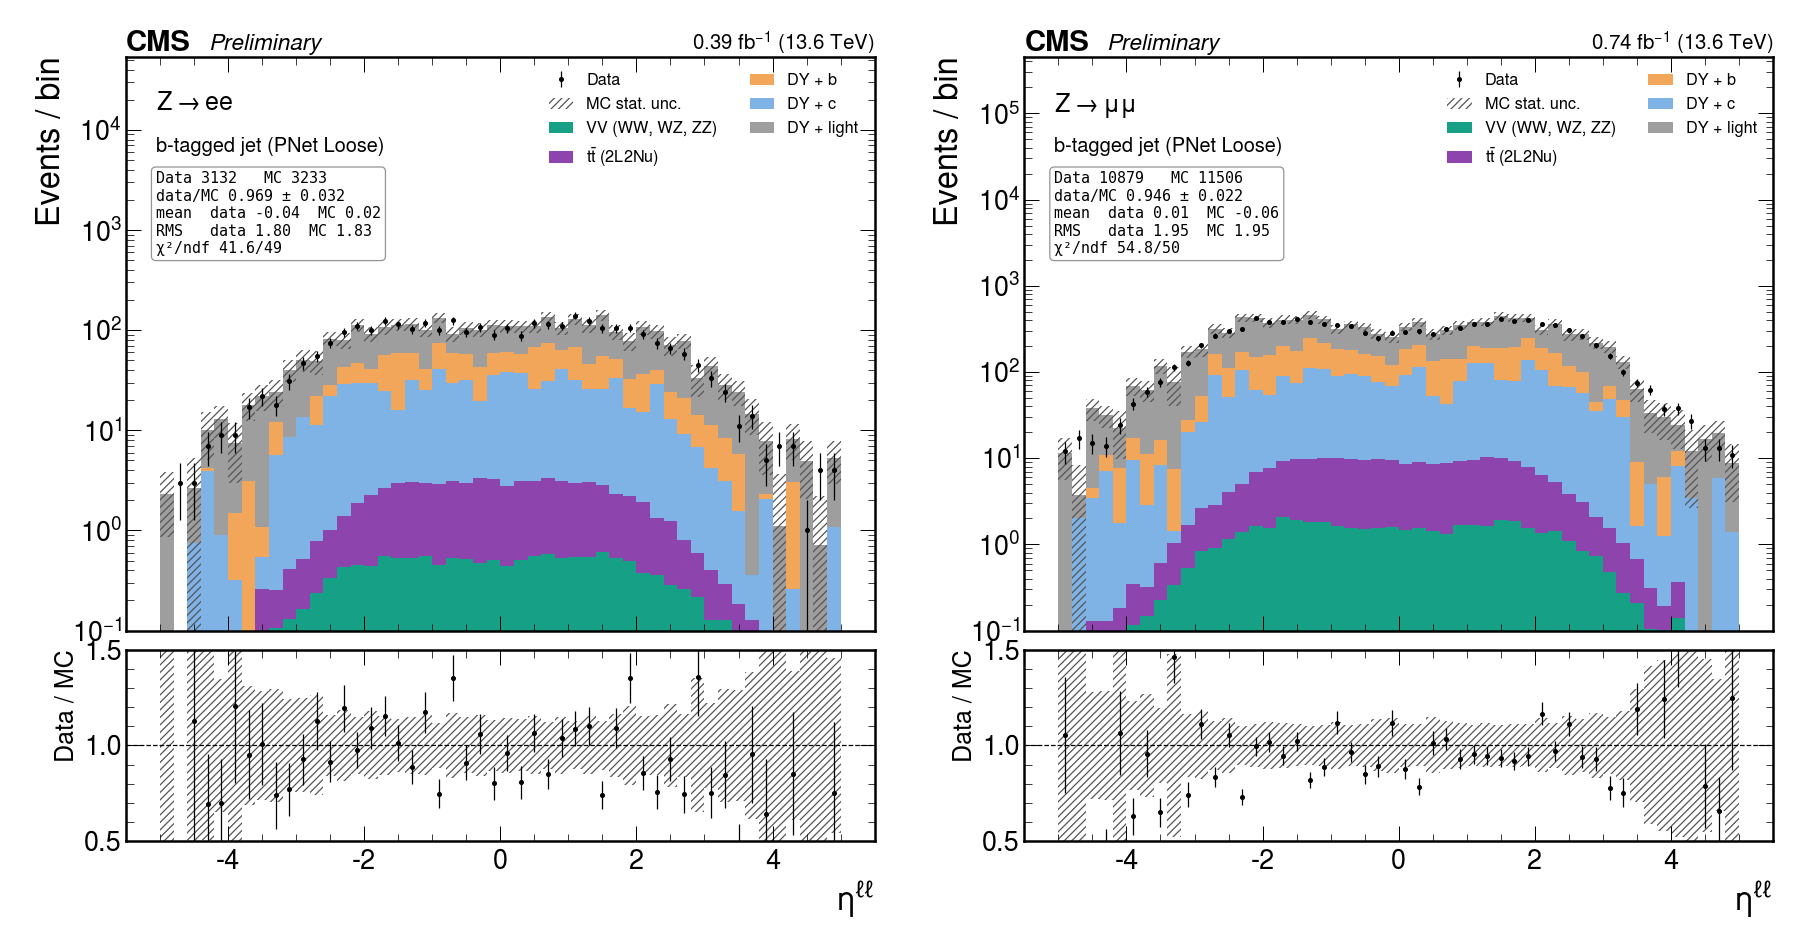 CMS Preliminary 0.39 fb⁻¹ (13.6 TeV)
Events / bin
Z → ee
b-tagged jet (PNet Loose)
Data 3132   MC 3233
data/MC 0.969 ± 0.032
mean  data -0.04  MC 0.02
RMS   data 1.80  MC 1.83
χ²/ndf 41.6/49
Data
MC stat. unc.
VV (WW, WZ, ZZ)
tt̄ (2L2Nu)
DY + b
DY + c
DY + light
10⁴
10³
10²
10¹
10⁰
10⁻¹
Data / MC
1.5
1.0
0.5
-4 -2 0 2 4
η^ℓℓ
CMS Preliminary 0.74 fb⁻¹ (13.6 TeV)
Events / bin
Z → μμ
b-tagged jet (PNet Loose)
Data 10879   MC 11506
data/MC 0.946 ± 0.022
mean  data 0.01  MC -0.06
RMS   data 1.95  MC 1.95
χ²/ndf 54.8/50
Data
MC stat. unc.
VV (WW, WZ, ZZ)
tt̄ (2L2Nu)
DY + b
DY + c
DY + light
10⁵
10⁴
10³
10²
10¹
10⁰
10⁻¹
Data / MC
1.5
1.0
0.5
-4 -2 0 2 4
η^ℓℓ